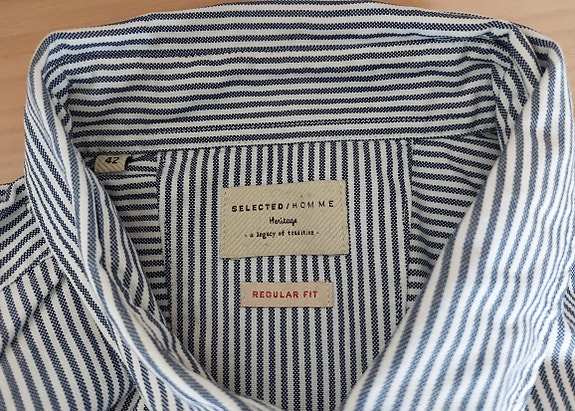 42
SELECTED/HOMME
Heritage
- a legacy of tradition -
REGULAR FIT